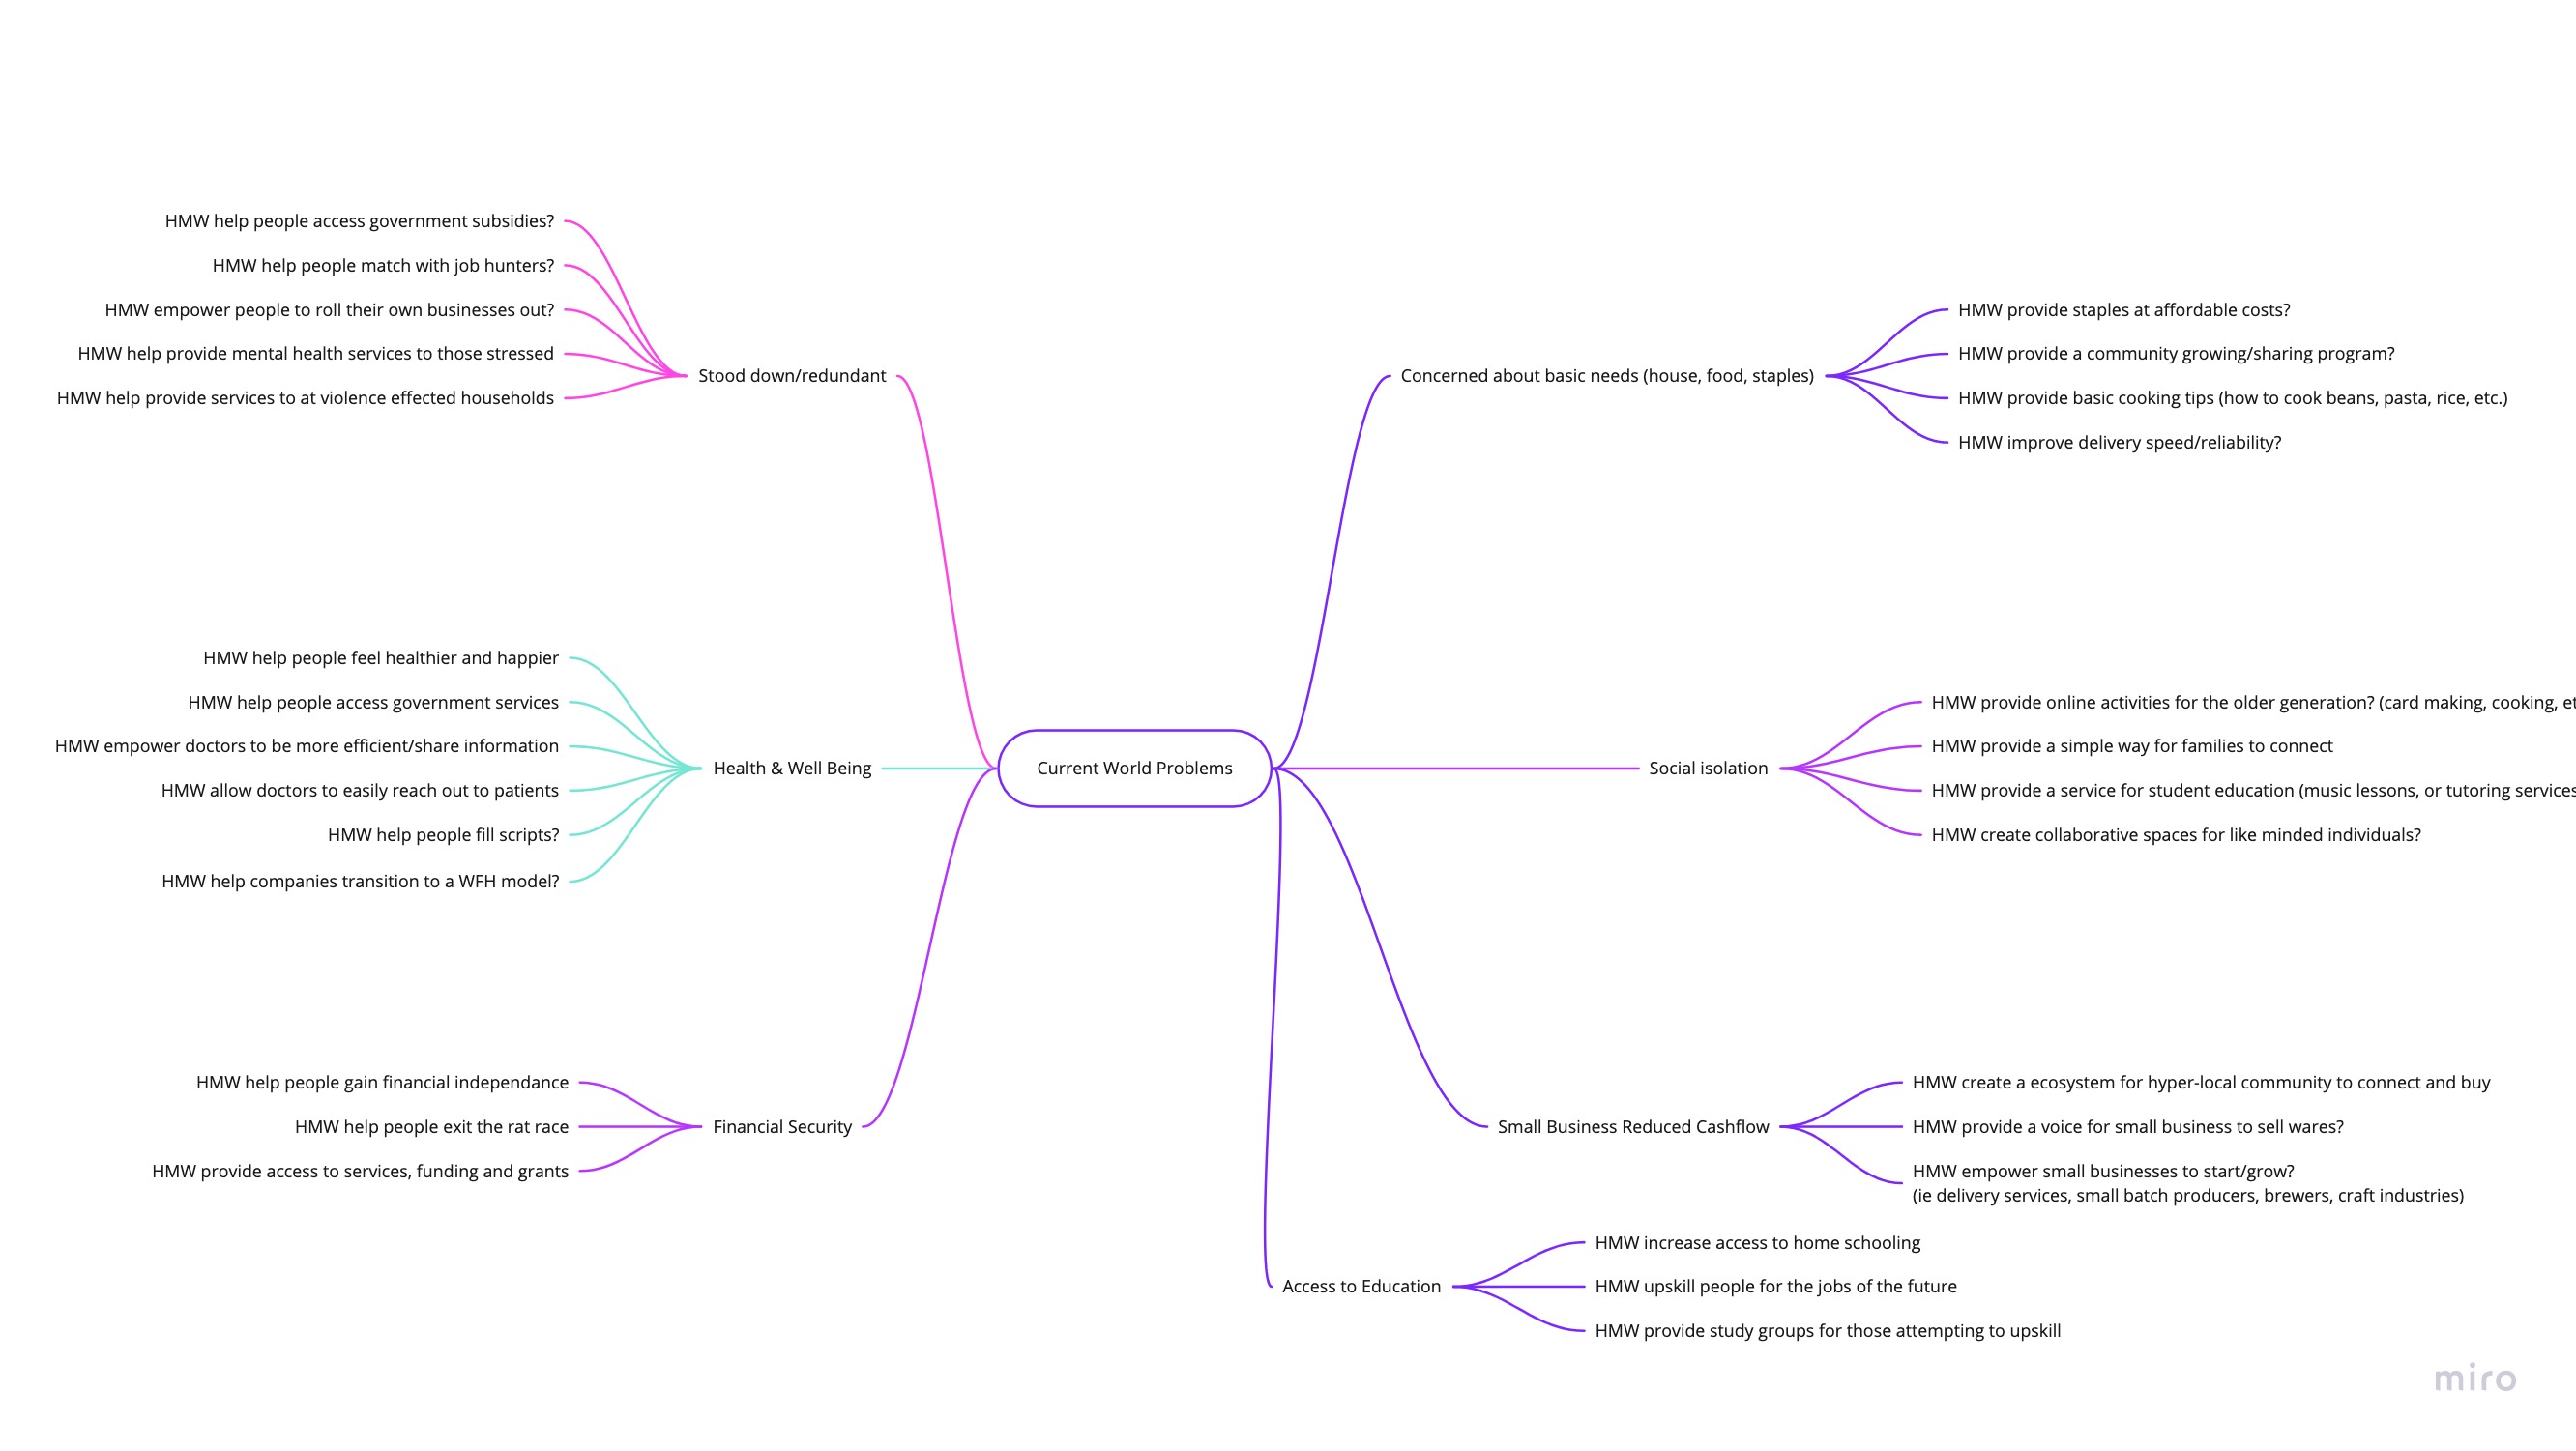 Current World Problems
Stood down/redundant
HMW help people access government subsidies?
HMW help people match with job hunters?
HMW empower people to roll their own businesses out?
HMW help provide mental health services to those stressed
HMW help provide services to at violence effected households
Health & Well Being
HMW help people feel healthier and happier
HMW help people access government services
HMW empower doctors to be more efficient/share information
HMW allow doctors to easily reach out to patients
HMW help people fill scripts?
HMW help companies transition to a WFH model?
Financial Security
HMW help people gain financial independance
HMW help people exit the rat race
HMW provide access to services, funding and grants
Concerned about basic needs (house, food, staples)
HMW provide staples at affordable costs?
HMW provide a community growing/sharing program?
HMW provide basic cooking tips (how to cook beans, pasta, rice, etc.)
HMW improve delivery speed/reliability?
Social isolation
HMW provide online activities for the older generation? (card making, cooking,
HMW provide a simple way for families to connect
HMW provide a service for student education (music lessons, or tutoring services
HMW create collaborative spaces for like minded individuals?
Small Business Reduced Cashflow
HMW create a ecosystem for hyper-local community to connect and buy
HMW provide a voice for small business to sell wares?
HMW empower small businesses to start/grow?
(ie delivery services, small batch producers, brewers, craft industries)
Access to Education
HMW increase access to home schooling
HMW upskill people for the jobs of the future
HMW provide study groups for those attempting to upskill
miro